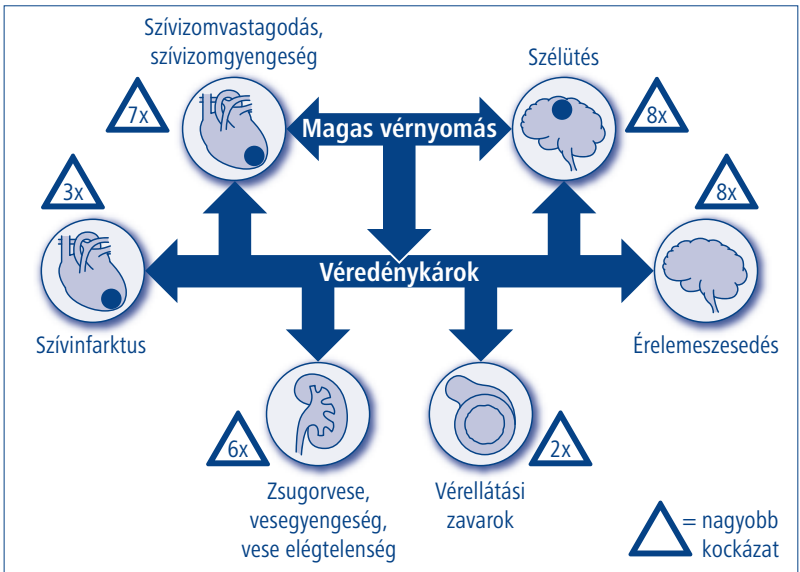 Szívizomvastagodás,
szívizomgyengeség
Szélütés
7x
Magas vérnyomás
8x
3x
8x
Véredénykárok
Szívinfarktus
Érelemeszesedés
6x
2x
Zsugorvese,
vesegyengeség,
vese elégtelenség
Vérellátási
zavarok
= nagyobb
kockázat